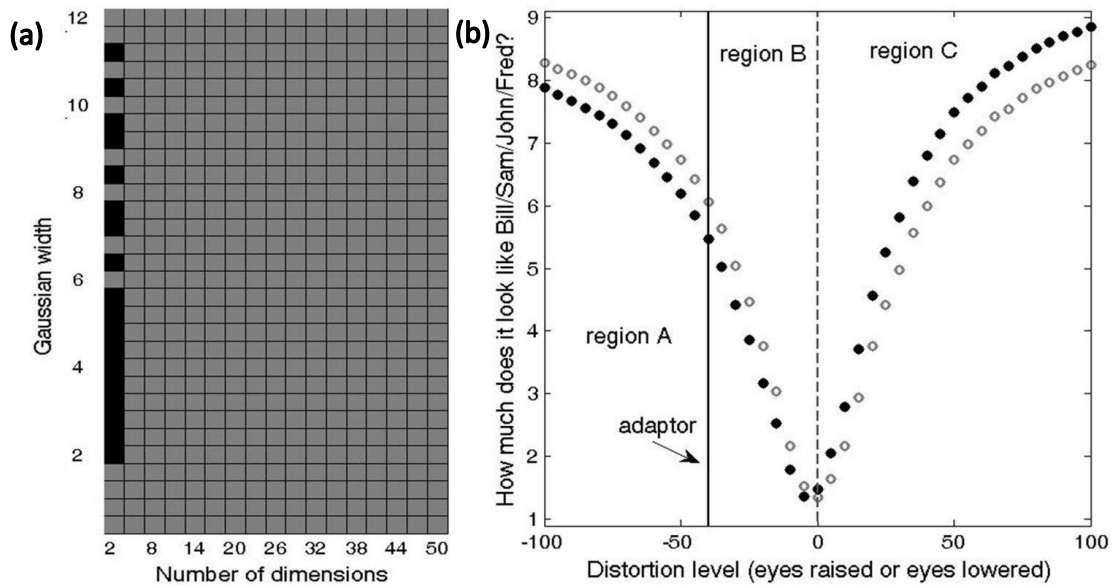 (a)
12
10
8
6
4
2
Gaussian width
2 8 14 20 26 32 38 44 50
Number of dimensions
(b)
How much does it look like Bill/Sam/John/Fred?
9
8
7
6
5
4
3
2
1
region B
region C
region A
adaptor
-100 -50 0 50 100
Distortion level (eyes raised or eyes lowered)